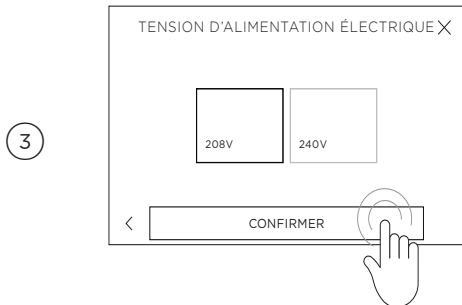 TENSION D'ALIMENTATION ÉLECTRIQUE
3
208V 240V
CONFIRMER